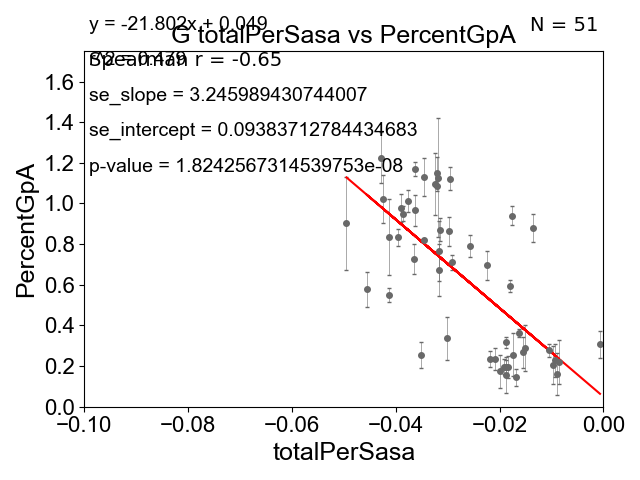 y = -21.802x + 0.049
N = 51
G totalPerSasa vs PercentGpA
Spearman r = -0.65
se_slope = 3.245989430744007
se_intercept = 0.09383712784434683
p-value = 1.8242567314539753e-08
PercentGpA
1.6
1.4
1.2
1.0
0.8
0.6
0.4
0.2
0.0
−0.10 −0.08 −0.06 −0.04 −0.02 0.00
totalPerSasa